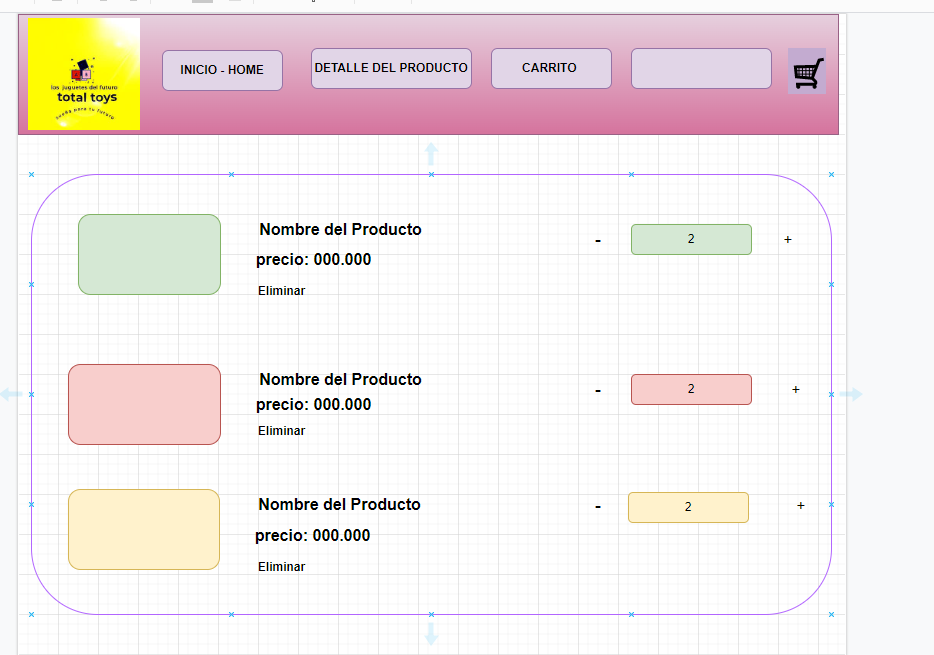 INICIO - HOME
DETALLE DEL PRODUCTO
CARRITO
los juguetes del futuro
total toys
sueña para tu futuro
Nombre del Producto
- 2 +
precio: 000.000
Eliminar
Nombre del Producto
- 2 +
precio: 000.000
Eliminar
Nombre del Producto
- 2 +
precio: 000.000
Eliminar